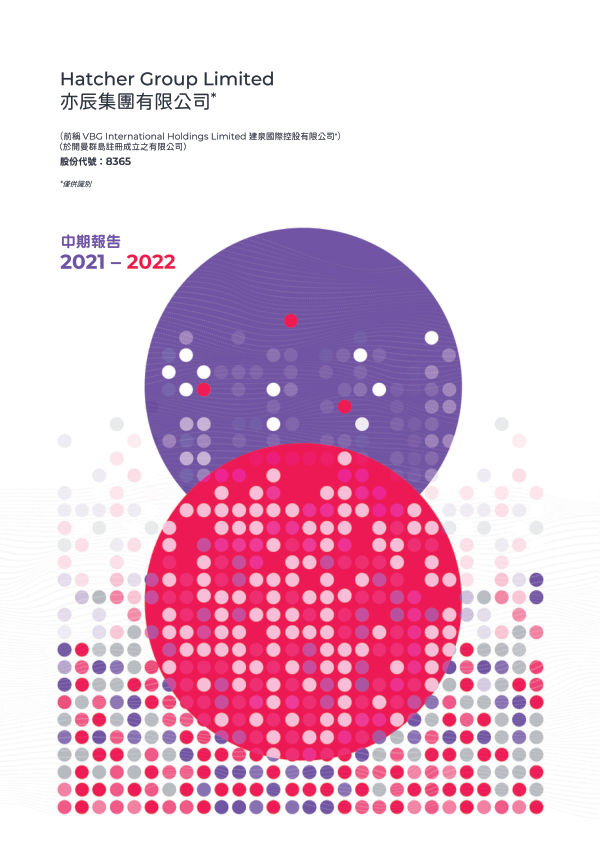 Hatcher Group Limited
亦辰集團有限公司*
（前稱 VBG International Holdings Limited 建泉國際控股有限公司*）
（於開曼群島註冊成立之有限公司）
股份代號：8365
*僅供識別
中期報告
2021 – 2022